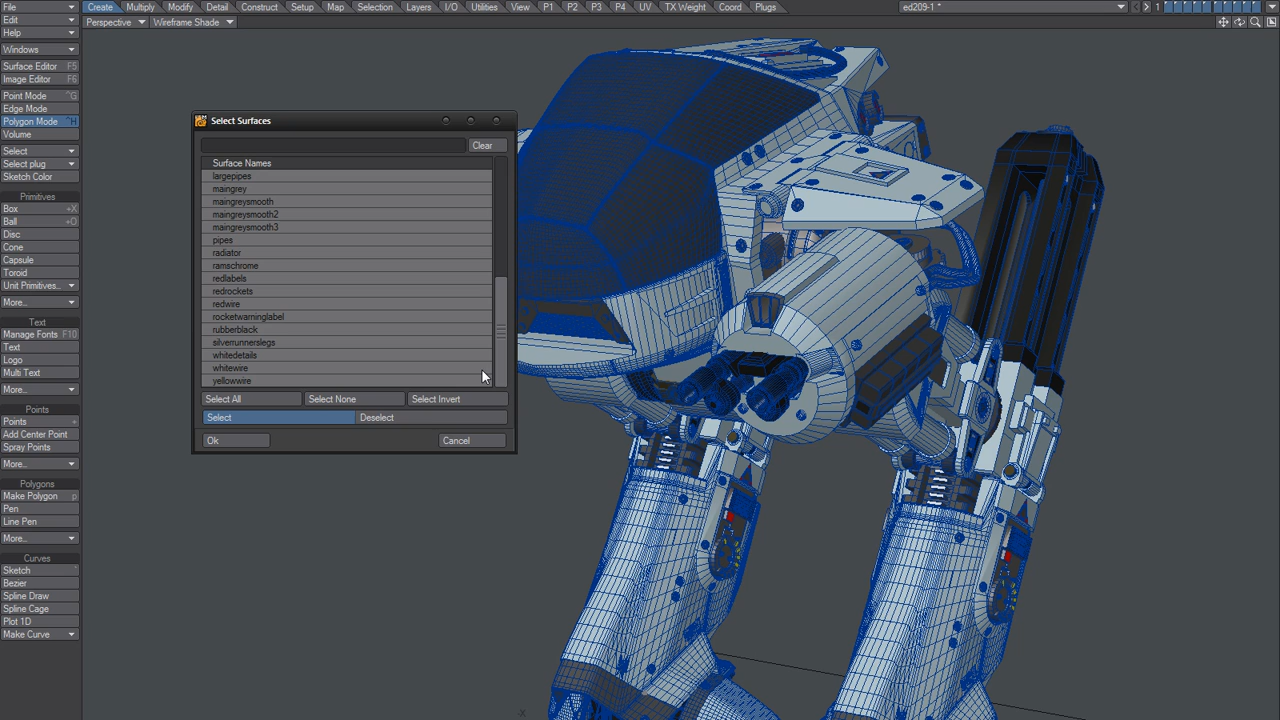 File
Create Multiply Modify Detail Construct Setup Map Selection Layers I/O Utilities View P1 P2 P3 P4 UV TX Weight Coord Plugs
ed209-1 *
1
Edit
Perspective
Wireframe Shade
Help
Windows
Surface Editor F5
Image Editor F6
Point Mode ^G
Edge Mode
Polygon Mode ^H
Volume
Select
Select plug
Sketch Color
Primitives
Box +X
Ball +O
Disc
Cone
Capsule
Toroid
Unit Primitives...
More...
Text
Manage Fonts F10
Text
Logo
Multi Text
More...
Points
Points +
Add Center Point
Spray Points
More...
Polygons
Make Polygon p
Pen
Line Pen
More...
Curves
Sketch '
Bezier
Spline Draw
Spline Cage
Plot 1D
Make Curve
Select Surfaces
Clear
Surface Names
largepipes
maingrey
maingreysmooth
maingreysmooth2
maingreysmooth3
pipes
radiator
ramschrome
redlabels
redrockets
redwire
rocketwarninglabel
rubberblack
silverrunnerslegs
whitedetails
whitewire
yellowwire
Select All Select None Select Invert
Select Deselect
Ok Cancel
-X